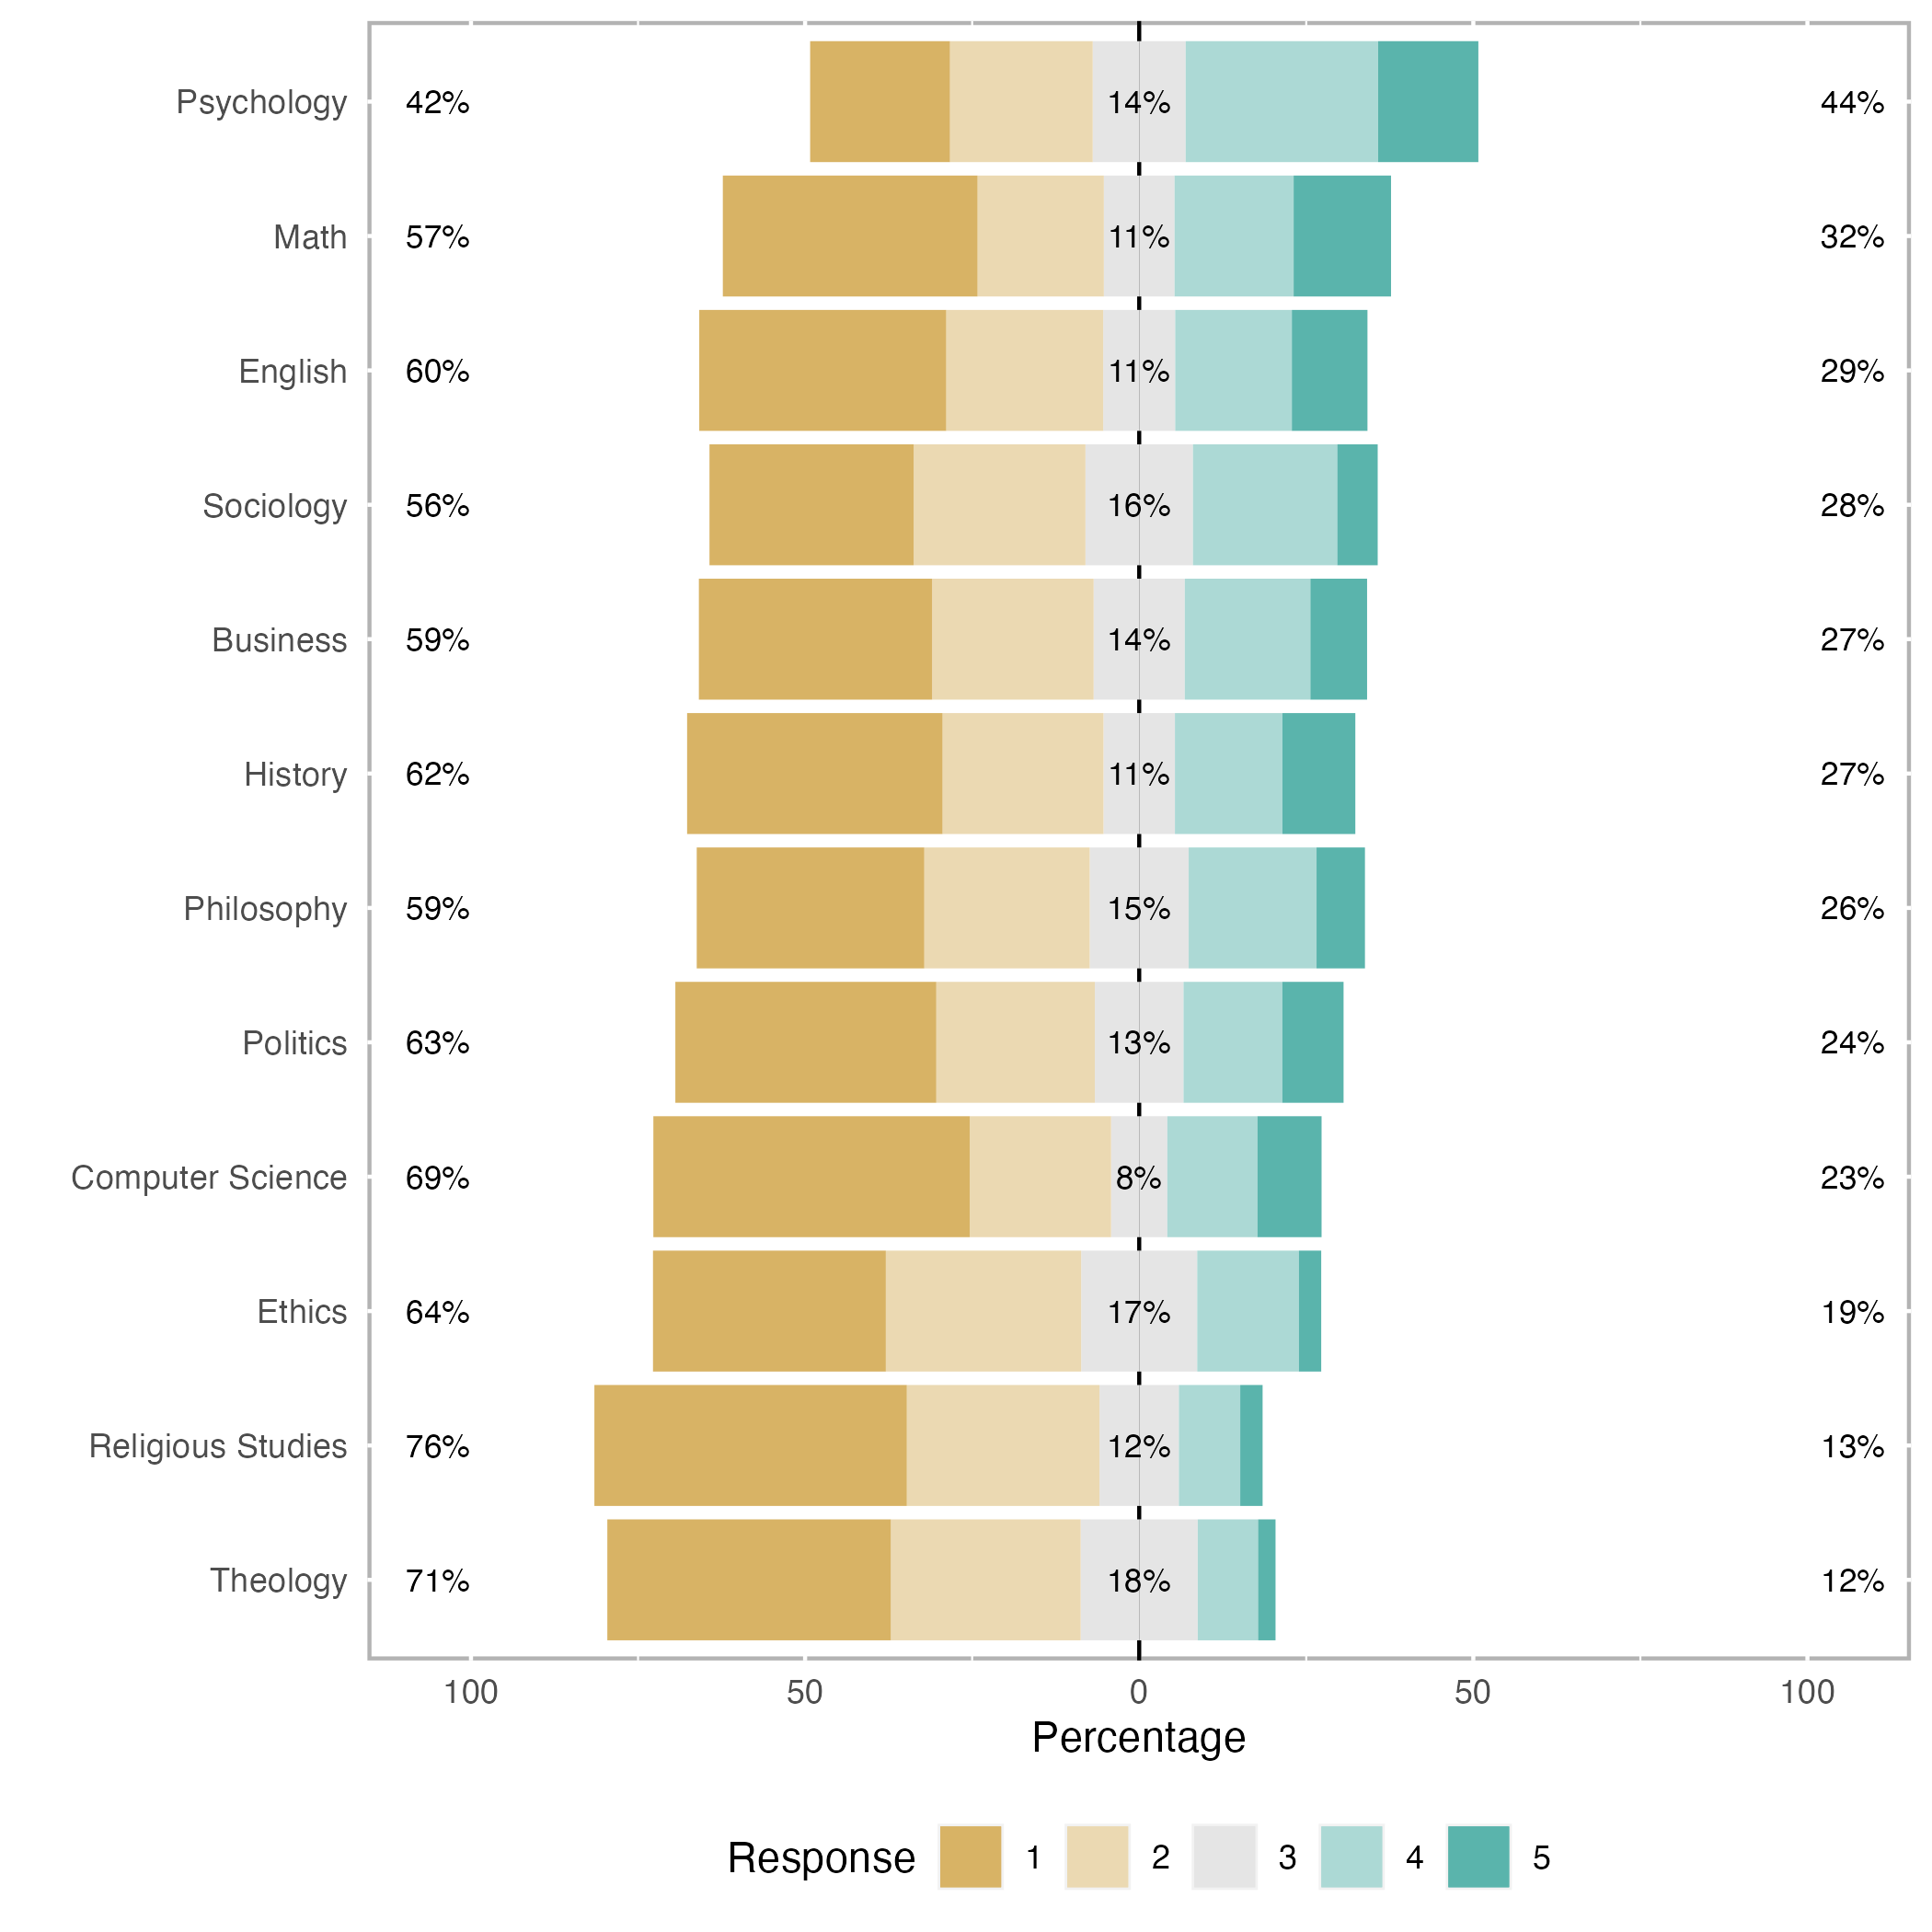 Psychology 42% 14% 44%
Math 57% 11% 32%
English 60% 11% 29%
Sociology 56% 16% 28%
Business 59% 14% 27%
History 62% 11% 27%
Philosophy 59% 15% 26%
Politics 63% 13% 24%
Computer Science 69% 8% 23%
Ethics 64% 17% 19%
Religious Studies 76% 12% 13%
Theology 71% 18% 12%
100 50 0 50 100
Percentage
Response 1 2 3 4 5